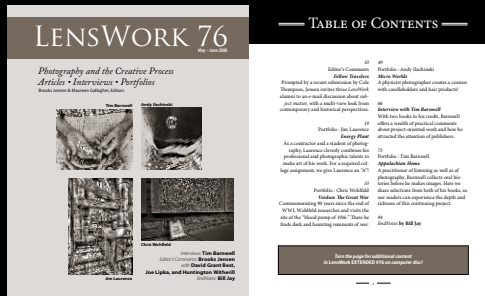 LENSWORK 76
May – June 2008
Photography and the Creative Process
Articles • Interviews • Portfolios
Brooks Jensen & Maureen Gallagher, Editors
Tim Barnwell
Andy Ilachinski
Chris Wohlfeld
Jim Laurence
Interviews: Tim Barnwell
Editor's Comments: Brooks Jensen
with David Grant Best,
Joe Lipka, and Huntington Witherill
EndNotes: Bill Jay
TABLE OF CONTENTS
10
Editor's Comments
Fellow Travelers
Prompted by a recent submission by Cole
Thompson, Jensen invites three LensWork
alumni to an e-mail discussion about sub-
ject matter, with a multi-view look from
contemporary and historical perspectives.
19
Portfolio : Jim Laurence
Energy Plant
As a contractor and a student of photog-
raphy, Laurence cleverly combines his
professional and photographic talents to
make art of his work. For a required col-
lege assignment, we give Laurence an "A"!
33
Portfolio : Chris Wohlfeld
Verdun: The Great War
Commemorating 90 years since the end of
WWI, Wohlfeld researches and visits the
site of the "blood pump of 1916." There he
finds dark and haunting remnants of war.
49
Portfolio : Andy Ilachinski
Micro Worlds
A physicist photographer creates a cosmos
with candleholders and hair products!
66
Interview with Tim Barnwell
With two books to his credit, Barnwell
offers a wealth of practical comments
about project-oriented work and how he
attracted the attention of publishers.
75
Portfolio : Tim Barnwell
Appalachian Home
A practitioner of listening as well as of
photography, Barnwell collects oral his-
tories before he makes images. Here we
share selections from both of his books, so
our readers can experience the depth and
richness of this continuing project.
94
EndNotes by Bill Jay
Turn the page for additional content
in LensWork EXTENDED #76 on computer disc!